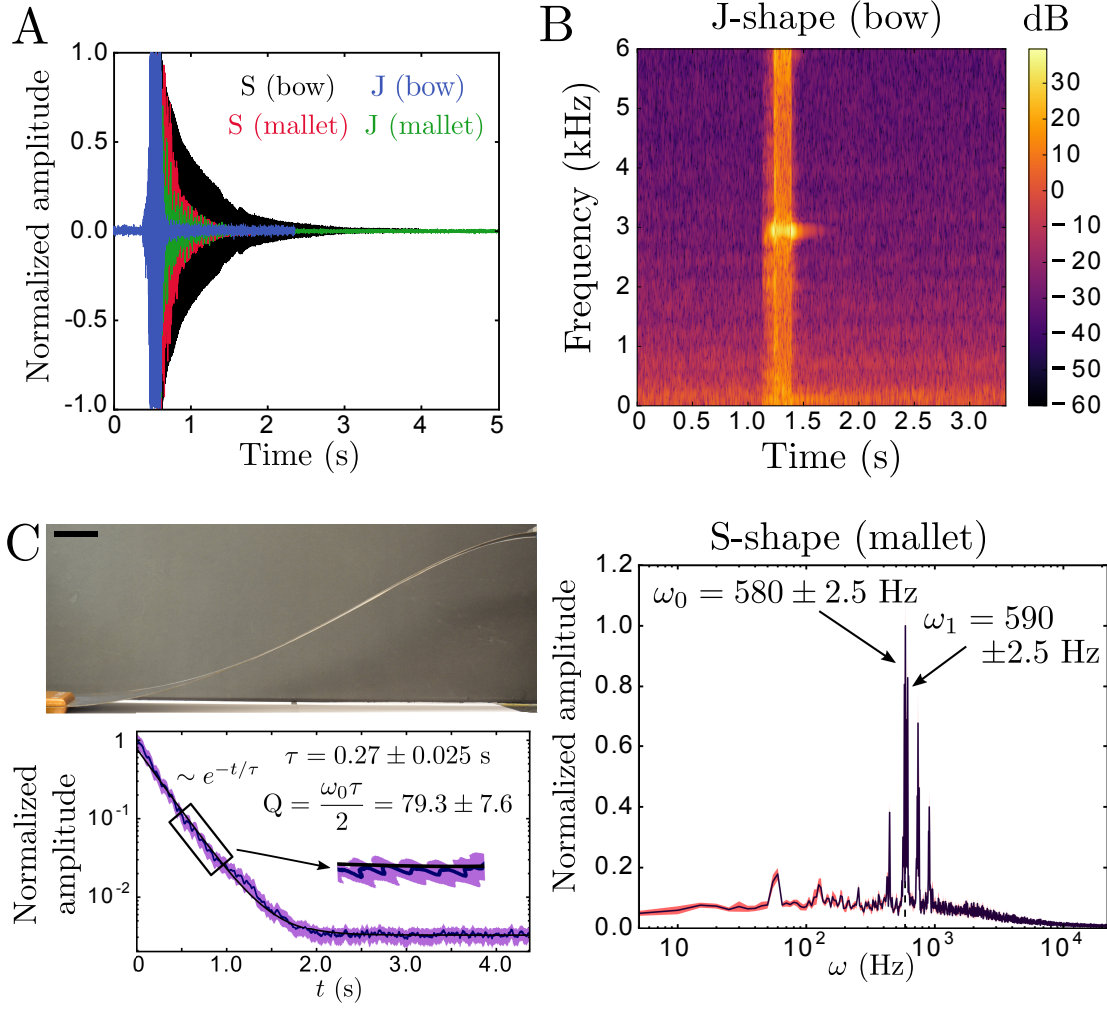 A
Normalized amplitude
1.0
0.5
0.0
-0.5
-1.0
S (bow) J (bow)
S (mallet) J (mallet)
0 1 2 3 4 5
Time (s)
B
J-shape (bow)
dB
Frequency (kHz)
6
5
4
3
2
1
0
0 0.5 1.0 1.5 2.0 2.5 3.0
Time (s)
30
20
10
0
−10
−20
−30
−40
−50
−60
C
Normalized
amplitude
1
10⁻¹
10⁻²
∼ e^{-t/τ}
τ = 0.27 ± 0.025 s
Q = ω₀τ/2 = 79.3 ± 7.6
0 1.0 2.0 3.0 4.0
t (s)
S-shape (mallet)
Normalized amplitude
1.2
1.0
0.8
0.6
0.4
0.2
0.0
ω₀ = 580 ± 2.5 Hz
ω₁ = 590
±2.5 Hz
10 10² 10³ 10⁴
ω (Hz)